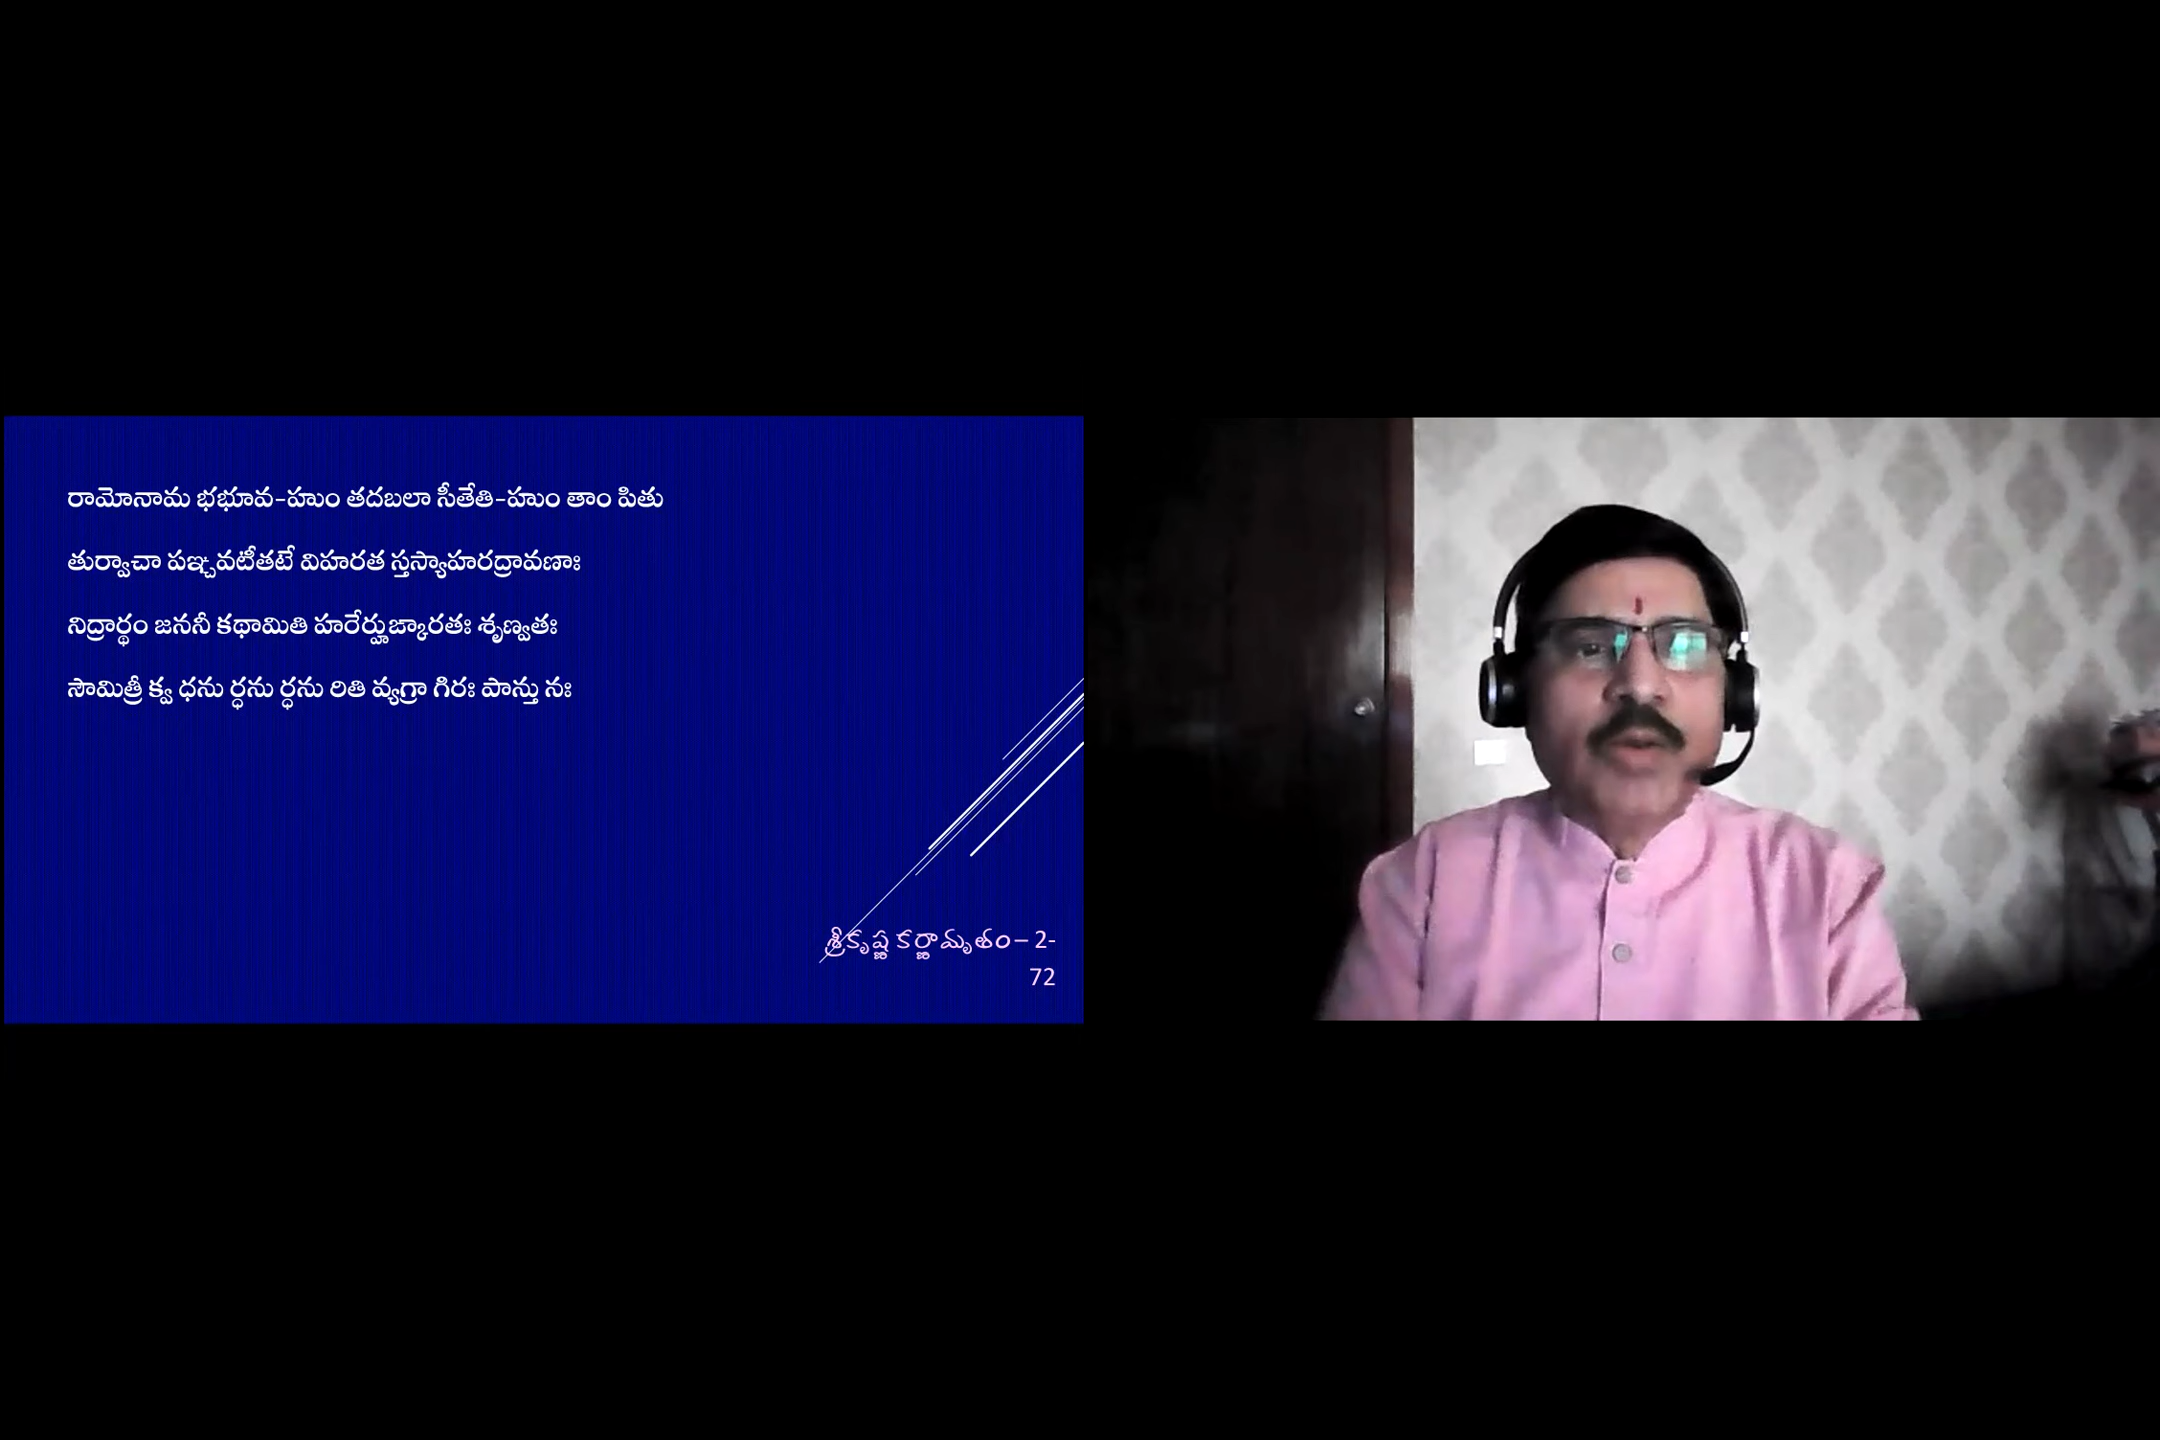 రామోనామ భభూవ-హుం తదబలా సీతేతి-హుం తాం పితు
తుర్వాచా పఞ్చవటీతటే విహరత స్తస్యాహరద్రావణాః
నిద్రార్థం జననీ కథామితి హరేర్హుఙ్కారతః శృణ్వతః
సౌమిత్రీ క్వ ధను ర్ధను ర్ధను రితి వ్యగ్రా గిరః పాన్తు నః
శ్రీకృష్ణ కర్ణామృతం – 2-
72